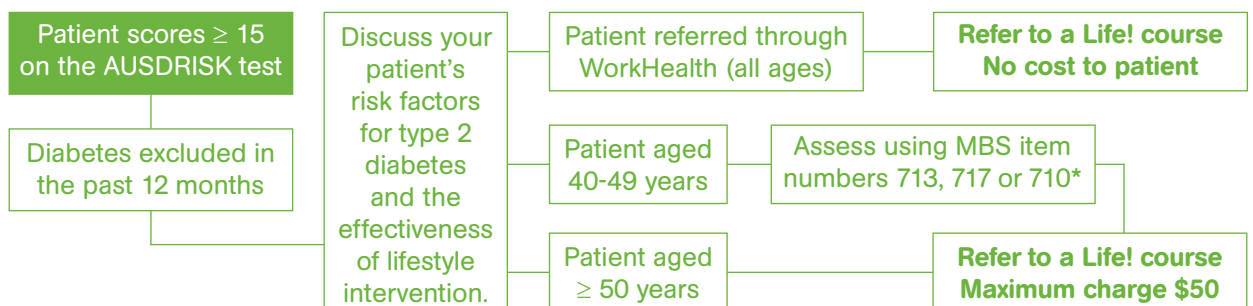 Patient scores ≥ 15
on the AUSDRISK test
Diabetes excluded in
the past 12 months
Discuss your
patient’s
risk factors
for type 2
diabetes
and the
effectiveness
of lifestyle
intervention.
Patient referred through
WorkHealth (all ages)
Refer to a Life! course
No cost to patient
Patient aged
40-49 years
Assess using MBS item
numbers 713, 717 or 710*
Patient aged
≥ 50 years
Refer to a Life! course
Maximum charge $50